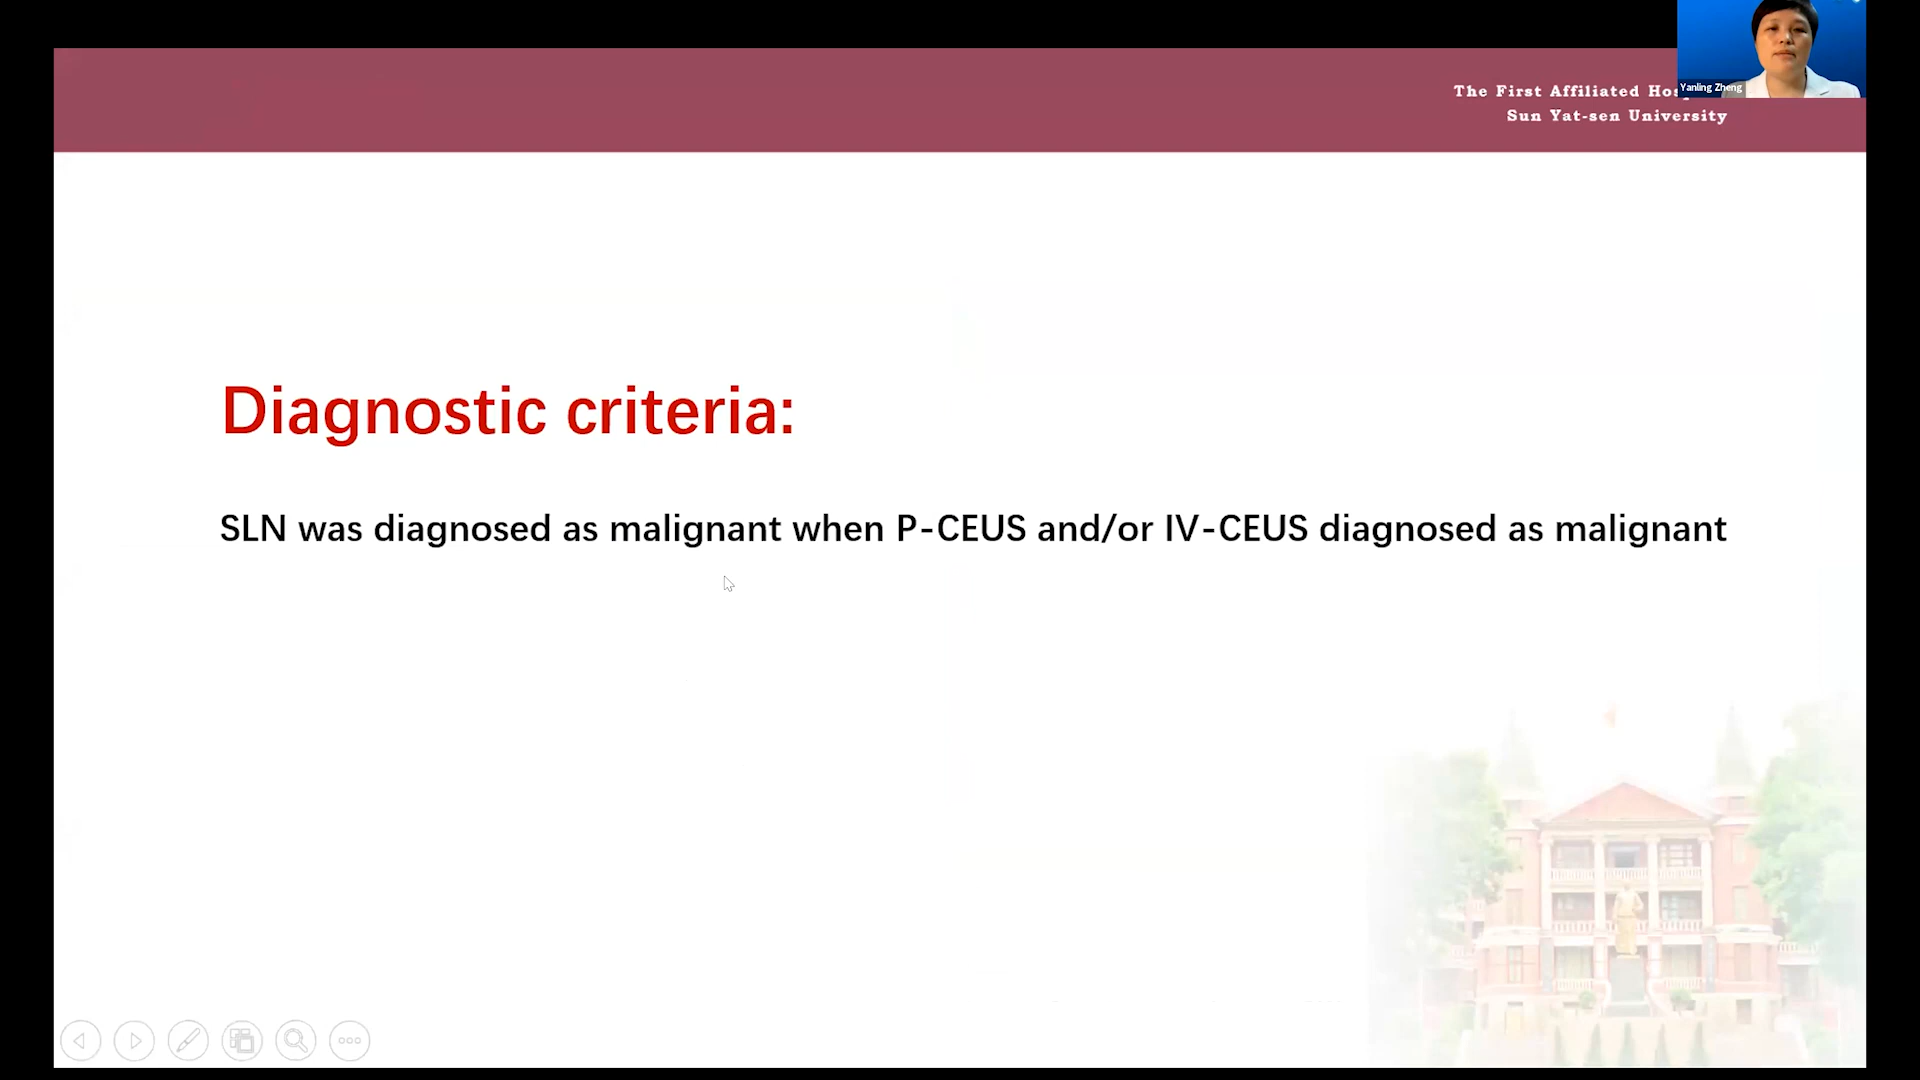 The First Affiliated
Sun Yat-sen University
Yanling Zheng
Diagnostic criteria:
SLN was diagnosed as malignant when P-CEUS and/or IV-CEUS diagnosed as malignant